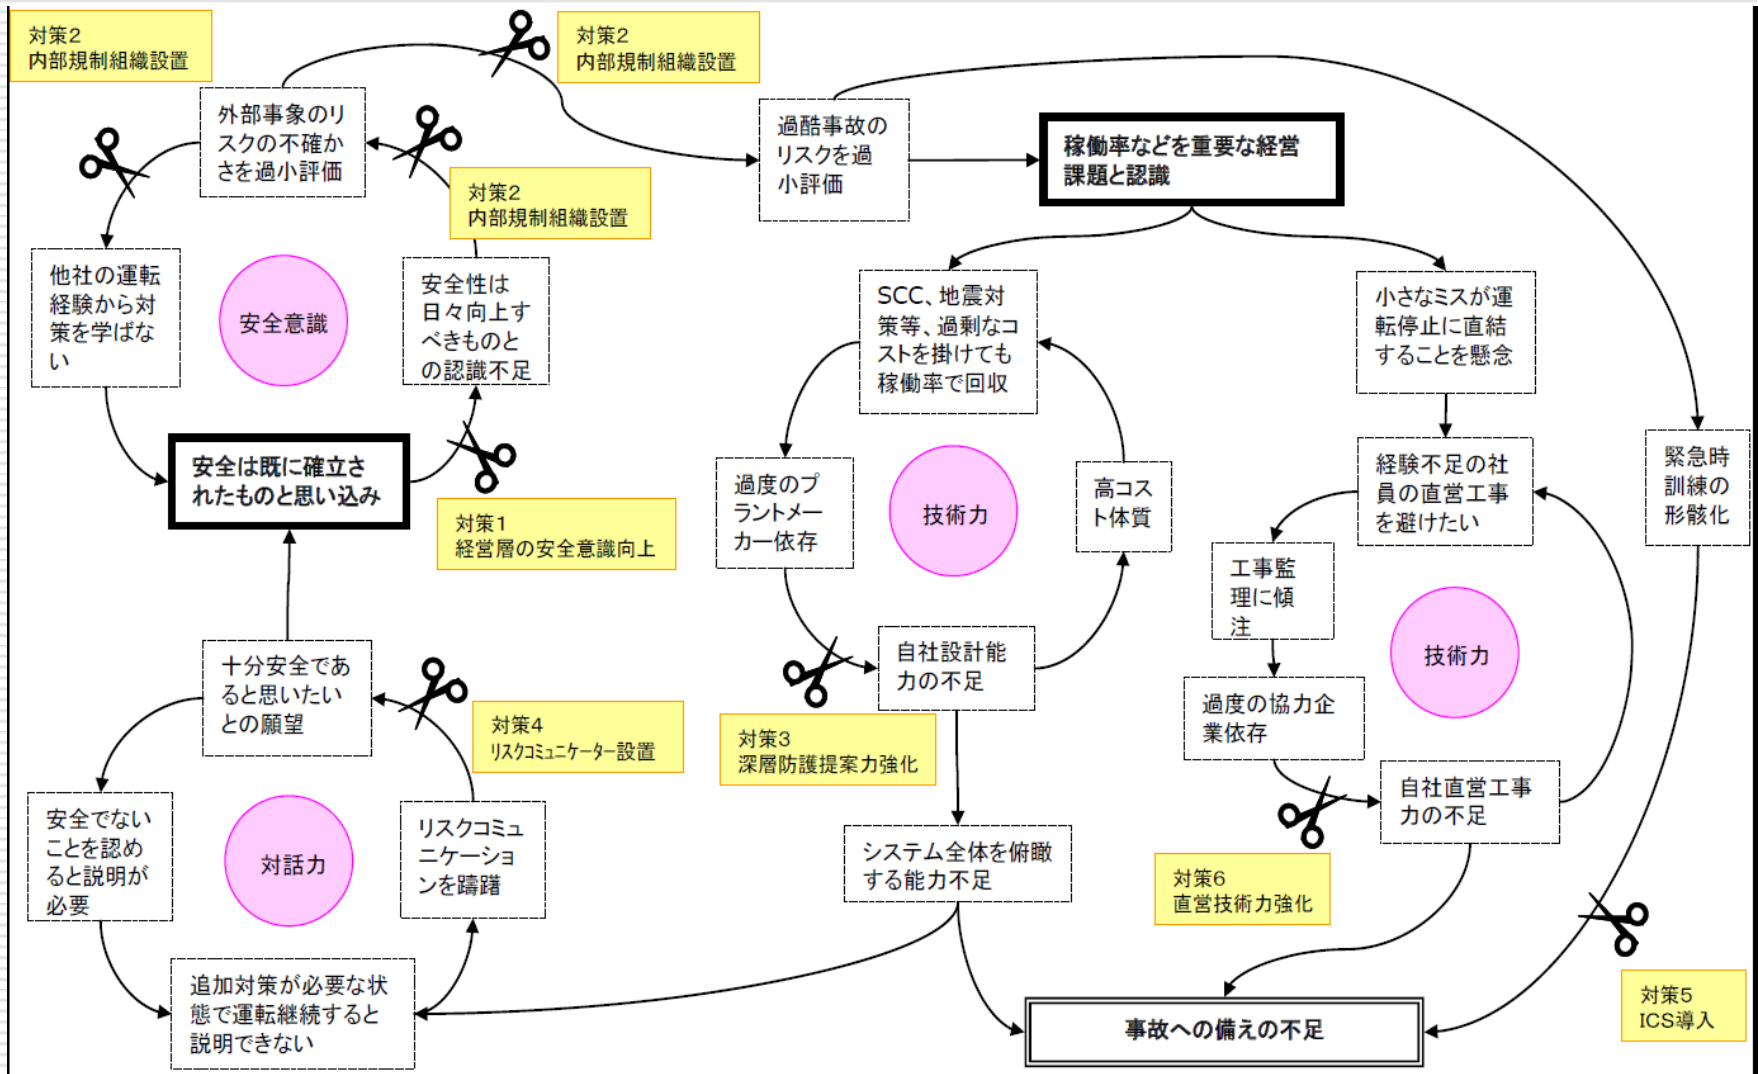 対策2
内部規制組織設置
対策2
内部規制組織設置
外部事象のリ
スクの不確か
さを過小評価
過酷事故の
リスクを過
小評価
稼働率などを重要な経営
課題と認識
対策2
内部規制組織設置
他社の運転
経験から対
策を学ばな
い
安全意識
安全性は
日々向上す
べきものと
の認識不足
SCC、地震対
策等、過剰なコ
ストを掛けても
稼働率で回収
小さなミスが運
転停止に直結
することを懸念
安全は既に確立さ
れたものと思い込み
対策1
経営層の安全意識向上
過度のプ
ラントメー
カー依存
技術力
高コス
ト体質
経験不足の社
員の直営工事
を避けたい
緊急時
訓練の
形骸化
工事監
理に傾
注
技術力
十分安全であ
ると思いたい
との願望
対策4
リスクコミュニケーター設置
自社設計能
力の不足
対策3
深層防護提案力強化
過度の協力企
業依存
自社直営工事
力の不足
安全でない
ことを認め
ると説明が
必要
対話力
リスクコミュ
ニケーショ
ンを躊躇
システム全体を俯瞰
する能力不足
対策6
直営技術力強化
追加対策が必要な状
態で運転継続すると
説明できない
事故への備えの不足
対策5
ICS導入